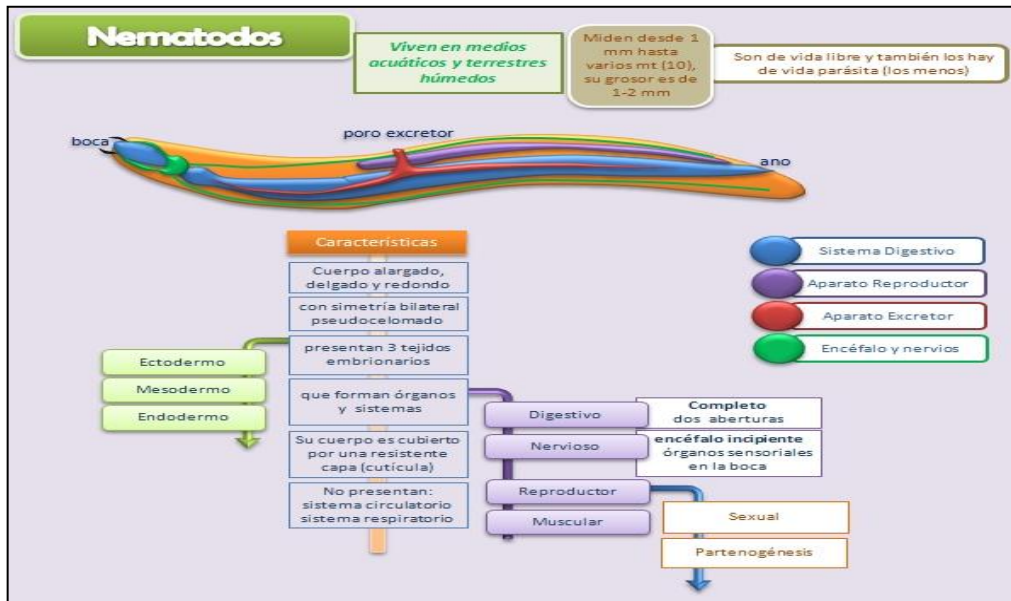 Nematodos
Viven en medios
acuáticos y terrestres
húmedos
Miden desde 1
mm hasta
varios mt (10),
su grosor es de
1-2 mm
Son de vida libre y también los hay
de vida parásita (los menos)
boca
poro excretor
ano
Características
Cuerpo alargado,
delgado y redondo
con simetría bilateral
pseudocelomado
presentan 3 tejidos
embrionarios
que forman órganos
y sistemas
Su cuerpo es cubierto
por una resistente
capa (cutícula)
No presentan:
sistema circulatorio
sistema respiratorio
Ectodermo
Mesodermo
Endodermo
Digestivo
Completo
dos aberturas
Nervioso
encéfalo incipiente
órganos sensoriales
en la boca
Reproductor
Muscular
Sexual
Partenogénesis
Sistema Digestivo
Aparato Reproductor
Aparato Excretor
Encéfalo y nervios